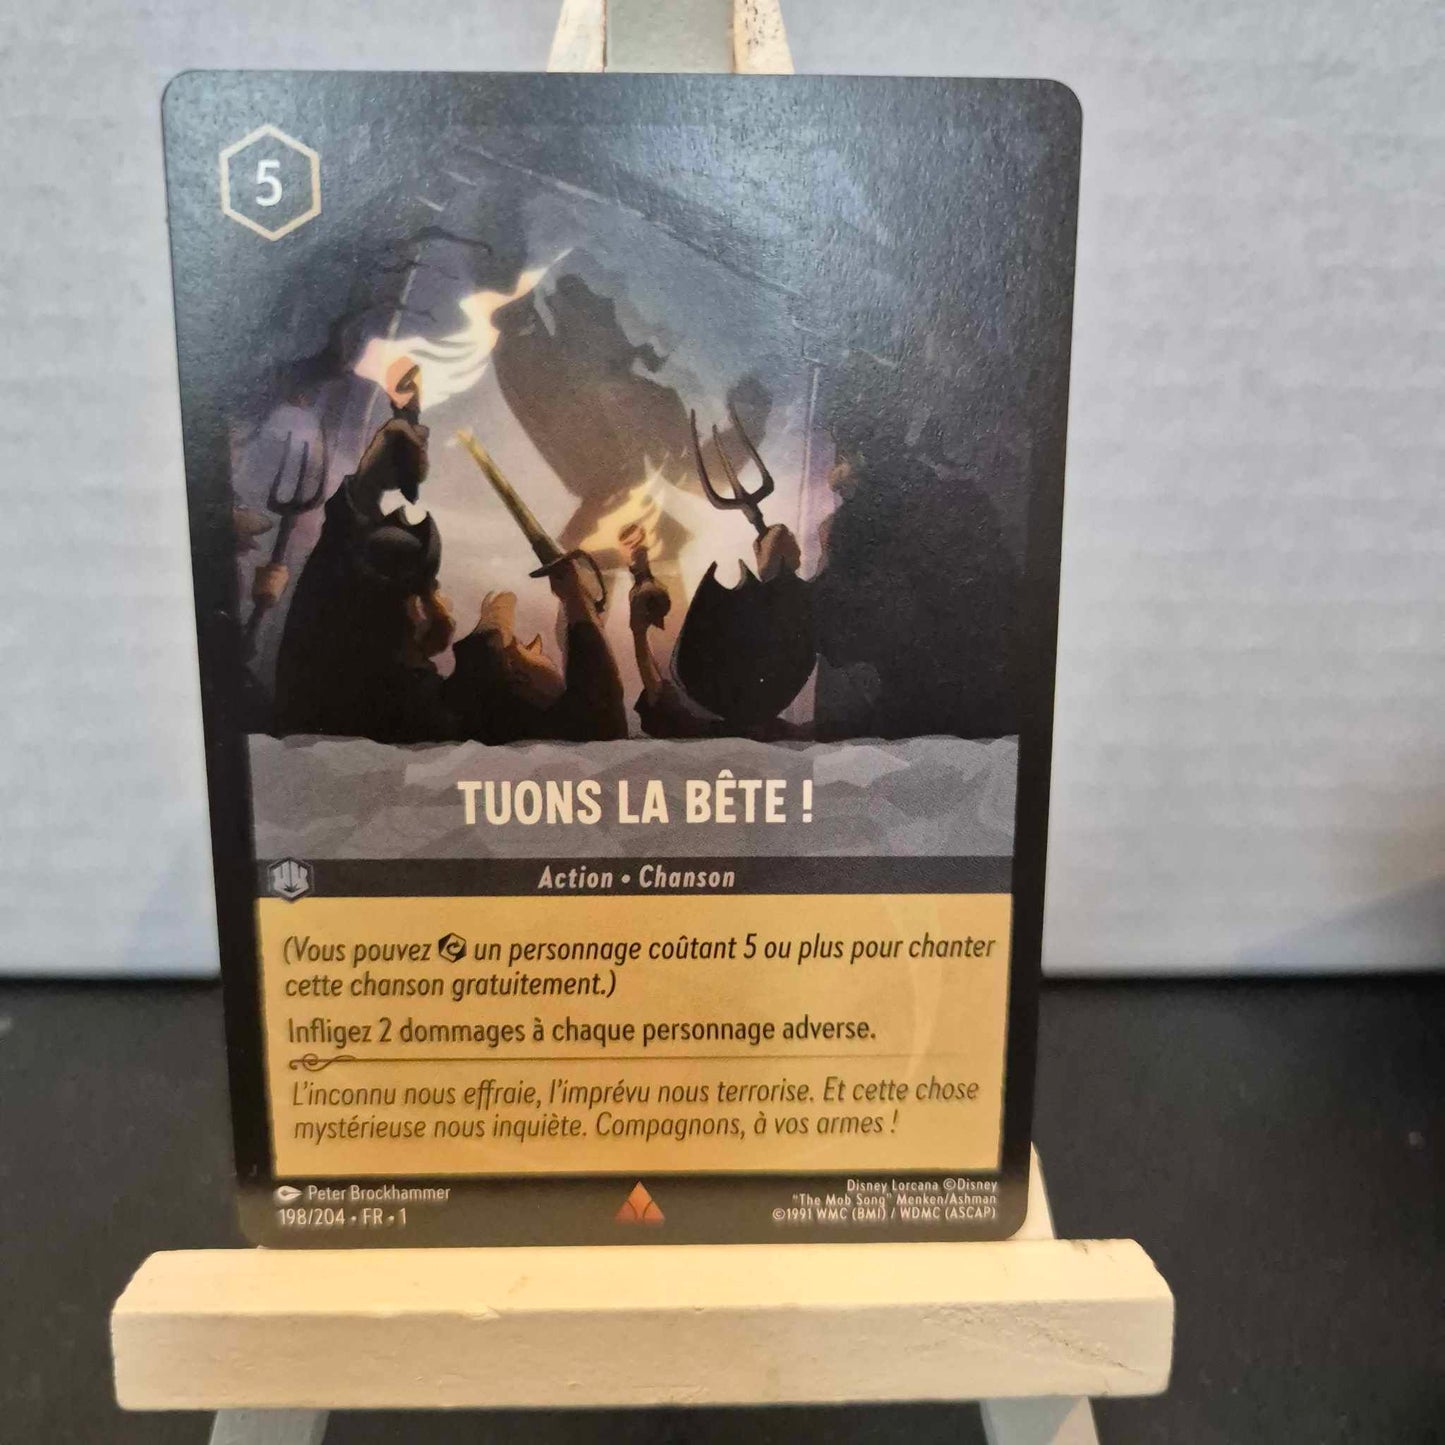 5
TUONS LA BÊTE !
Action • Chanson
(Vous pouvez un personnage coûtant 5 ou plus pour chanter
cette chanson gratuitement.)
Infligez 2 dommages à chaque personnage adverse.
L'inconnu nous effraie, l'imprévu nous terrorise. Et cette chose
mystérieuse nous inquiète. Compagnons, à vos armes !
Peter Brockhammer
198/204 • FR • 1
Disney Lorcana ©Disney
"The Mob Song" Menken/Ashman
©1991 WMC (BMI) / WDMC (ASCAP)